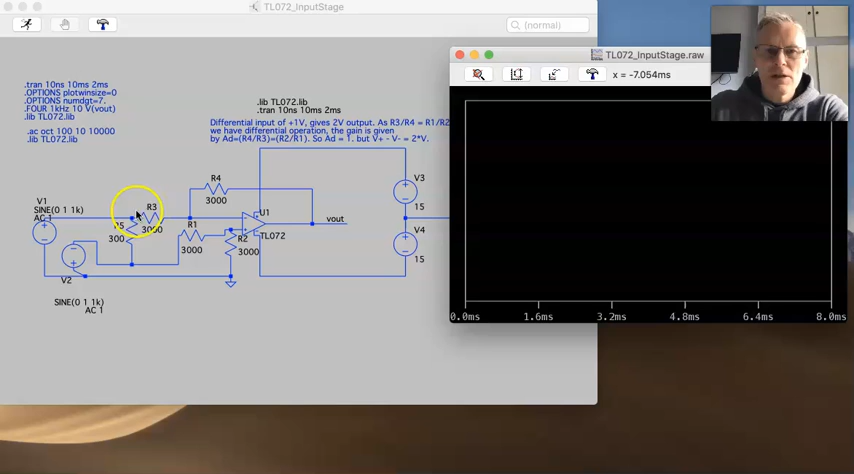 TL072_InputStage
(normal)
TL072_InputStage.raw
x = -7.054ms
.tran 10ns 10ms 2ms
.OPTIONS plotwinsize=0
.OPTIONS numdgt=7.
.FOUR 1kHz 10 V(vout)
.lib TL072.lib
.ac oct 100 10 10000
.lib TL072.lib
.lib TL072.lib
.tran 10ns 10ms 2ms
Differential input of +1V, gives 2V output. As R3/R4 = R1/R2
we have differential operation, the gain is given
by Ad=(R4/R3)=(R2/R1). So Ad = 1. but V+ - V- = 2*V.
R4
3000
V3
15
V1
SINE(0 1 1k)
AC 1
R3
3000
R5
300
R1
3000
U1
TL072
vout
R2
3000
V4
15
V2
SINE(0 1 1k)
AC 1
0.0ms 1.6ms 3.2ms 4.8ms 6.4ms 8.0ms